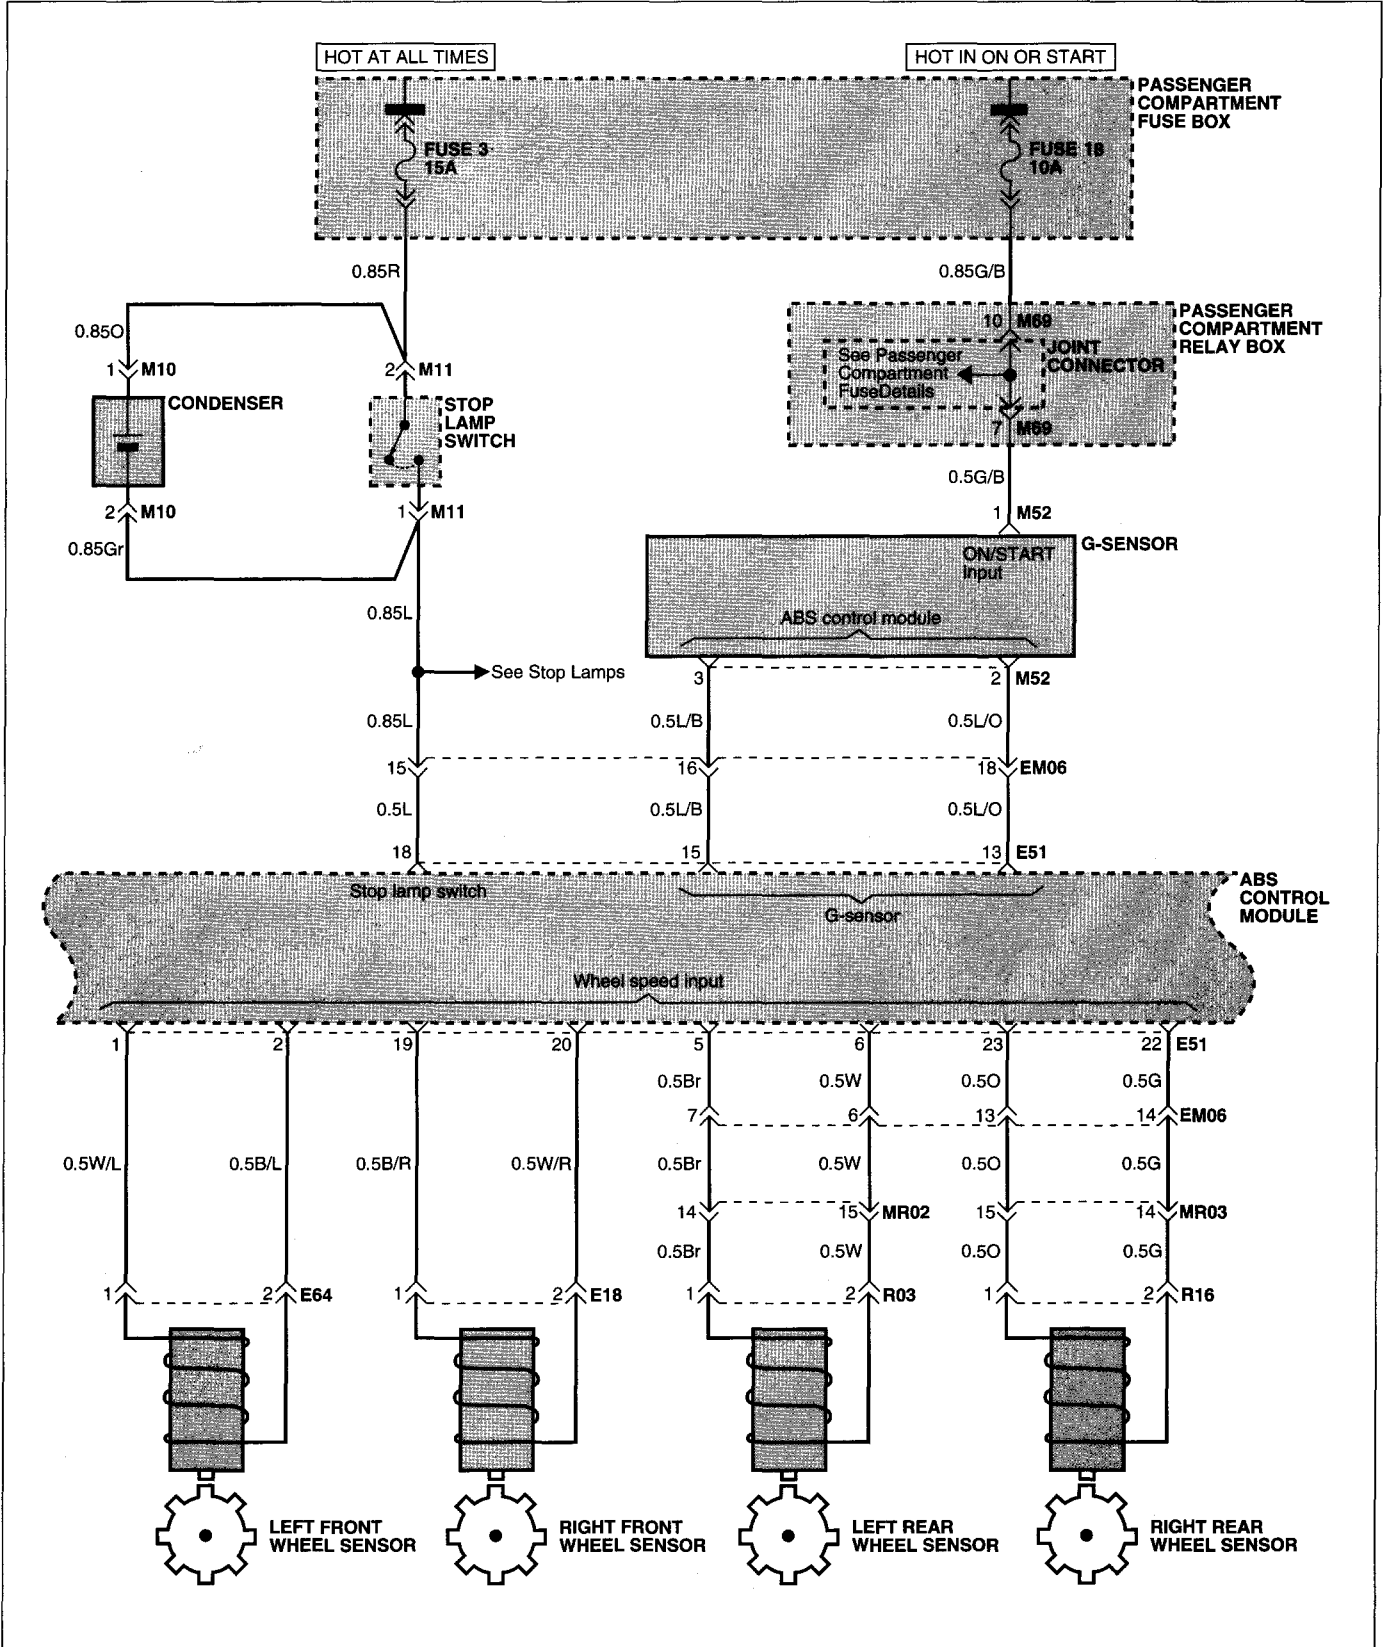 HOT AT ALL TIMES
HOT IN ON OR START
PASSENGER
COMPARTMENT
FUSE BOX
FUSE 3
15A
FUSE 18
10A
0.85R
0.85G/B
0.85O
PASSENGER
COMPARTMENT
RELAY BOX
10 M69
JOINT
CONNECTOR
See Passenger
Compartment
FuseDetails
7 M69
1 M10
2 M11
CONDENSER
STOP
LAMP
SWITCH
2 M10
1 M11
0.85Gr
0.5G/B
1 M52
G-SENSOR
ON/START
Input
ABS control module
0.85L
See Stop Lamps
3
2 M52
0.85L
0.5L/B
0.5L/O
15
16
18 EM06
0.5L
0.5L/B
0.5L/O
18
15
13 E51
ABS
CONTROL
MODULE
Stop lamp switch
G-sensor
Wheel speed input
1
2
19
20
5
6
23
22 E51
0.5Br
0.5W
0.5O
0.5G
7
6
13
14 EM06
0.5W/L
0.5B/L
0.5B/R
0.5W/R
0.5Br
0.5W
0.5O
0.5G
14
15 MR02
15
14 MR03
0.5Br
0.5W
0.5O
0.5G
1
2 E64
1
2 E18
1
2 R03
1
2 R16
LEFT FRONT
WHEEL SENSOR
RIGHT FRONT
WHEEL SENSOR
LEFT REAR
WHEEL SENSOR
RIGHT REAR
WHEEL SENSOR